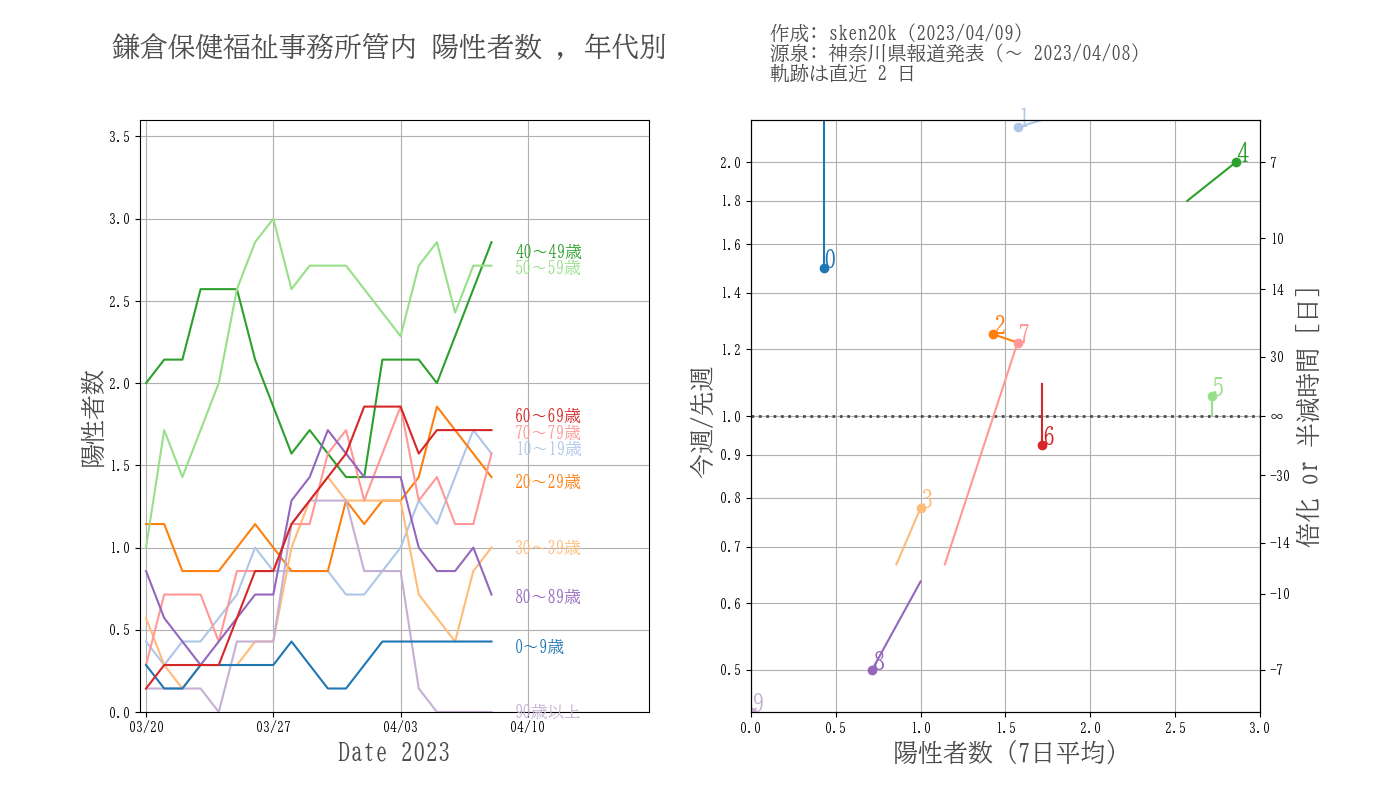 鎌倉保健福祉事務所管内 陽性者数 , 年代別
作成: sken20k (2023/04/09)
源泉: 神奈川県報道発表 (〜 2023/04/08)
軌跡は直近 2 日
陽性者数
3.5
3.0
2.5
2.0
1.5
1.0
0.5
0.0
03/20
03/27
04/03
04/10
Date 2023
40〜49歳
50〜59歳
60〜69歳
70〜79歳
10〜19歳
20〜29歳
30〜39歳
80〜89歳
0〜9歳
90歳以上
今週/先週
2.0
1.8
1.6
1.4
1.2
1.0
0.9
0.8
0.7
0.6
0.5
1
4
0
2
7
5
6
3
8
9
0.0
0.5
1.0
1.5
2.0
2.5
3.0
陽性者数 (7日平均)
7
10
14
30
∞
−30
−14
−10
−7
倍化 or 半減時間 [日]